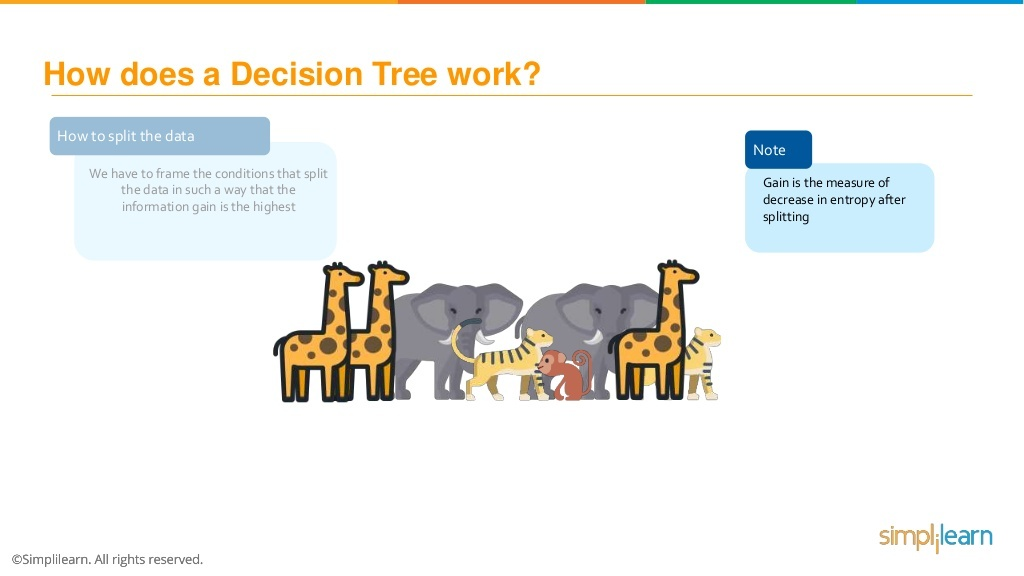 How does a Decision Tree work?
How to split the data
We have to frame the conditions that split
the data in such a way that the
information gain is the highest
Note
Gain is the measure of
decrease in entropy after
splitting
simplilearn
©Simplilearn. All rights reserved.